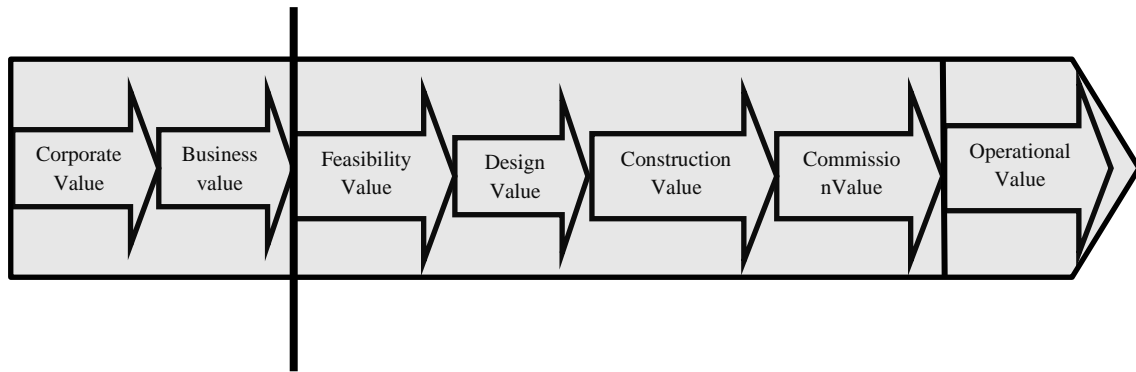 Corporate
Value
Business
value
Feasibility
Value
Design
Value
Construction
Value
Commissio
nValue
Operational
Value